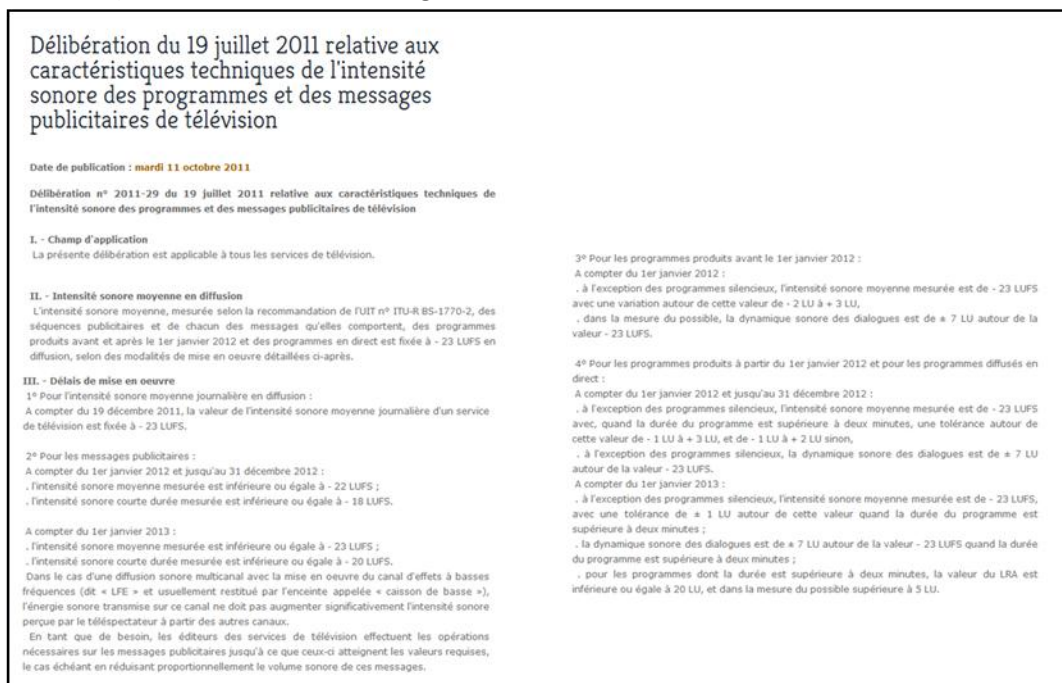 Délibération du 19 juillet 2011 relative aux
caractéristiques techniques de l'intensité
sonore des programmes et des messages
publicitaires de télévision
Date de publication : mardi 11 octobre 2011
Délibération n° 2011-29 du 19 juillet 2011 relative aux caractéristiques techniques de
l'intensité sonore des programmes et des messages publicitaires de télévision
I. - Champ d'application
La présente délibération est applicable à tous les services de télévision.
II. - Intensité sonore moyenne en diffusion
L'intensité sonore moyenne, mesurée selon la recommandation de l'UIT n° ITU-R BS-1770-2, des
séquences publicitaires et de chacun des messages qu'elles comportent, des programmes
produits avant et après le 1er janvier 2012 et des programmes en direct est fixée à - 23 LUFS en
diffusion, selon des modalités de mise en oeuvre détaillées ci-après.
III. - Délais de mise en oeuvre
1° Pour l'intensité sonore moyenne journalière en diffusion :
A compter du 19 décembre 2011, la valeur de l'intensité sonore moyenne journalière d'un service
de télévision est fixée à - 23 LUFS.
2° Pour les messages publicitaires :
A compter du 1er janvier 2012 et jusqu'au 31 décembre 2012 :
. l'intensité sonore moyenne mesurée est inférieure ou égale à - 22 LUFS ;
. l'intensité sonore courte durée mesurée est inférieure ou égale à - 18 LUFS.
A compter du 1er janvier 2013 :
. l'intensité sonore moyenne mesurée est inférieure ou égale à - 23 LUFS ;
. l'intensité sonore courte durée mesurée est inférieure ou égale à - 20 LUFS.
Dans le cas d'une diffusion sonore multicanal avec la mise en oeuvre du canal d'effets à basses
fréquences (dit « LFE » et usuellement restitué par l'enceinte appelée « caisson de basse »),
l'énergie sonore transmise sur ce canal ne doit pas augmenter significativement l'intensité sonore
perçue par le téléspectateur à partir des autres canaux.
En tant que de besoin, les éditeurs des services de télévision effectuent les opérations
nécessaires sur les messages publicitaires jusqu'à ce que ceux-ci atteignent les valeurs requises,
le cas échéant en réduisant proportionnellement le volume sonore de ces messages.
3° Pour les programmes produits avant le 1er janvier 2012 :
A compter du 1er janvier 2012 :
. à l'exception des programmes silencieux, l'intensité sonore moyenne mesurée est de - 23 LUFS
avec une variation autour de cette valeur de - 2 LU à + 3 LU,
. dans la mesure du possible, la dynamique sonore des dialogues est de ± 7 LU autour de la
valeur - 23 LUFS.
4° Pour les programmes produits à partir du 1er janvier 2012 et pour les programmes diffusés en
direct :
A compter du 1er janvier 2012 et jusqu'au 31 décembre 2012 :
. à l'exception des programmes silencieux, l'intensité sonore moyenne mesurée est de - 23 LUFS
avec, quand la durée du programme est supérieure à deux minutes, une tolérance autour de
cette valeur de - 1 LU à + 3 LU, et de - 1 LU à + 2 LU sinon,
. à l'exception des programmes silencieux, la dynamique sonore des dialogues est de ± 7 LU
autour de la valeur - 23 LUFS.
A compter du 1er janvier 2013 :
. à l'exception des programmes silencieux, l'intensité sonore moyenne mesurée est de - 23 LUFS,
avec une tolérance de ± 1 LU autour de cette valeur quand la durée du programme est
supérieure à deux minutes ;
. la dynamique sonore des dialogues est de ± 7 LU autour de la valeur - 23 LUFS quand la durée
du programme est supérieure à deux minutes ;
. pour les programmes dont la durée est supérieure à deux minutes, la valeur du LRA est
inférieure ou égale à 20 LU, et dans la mesure du possible supérieure à 5 LU.